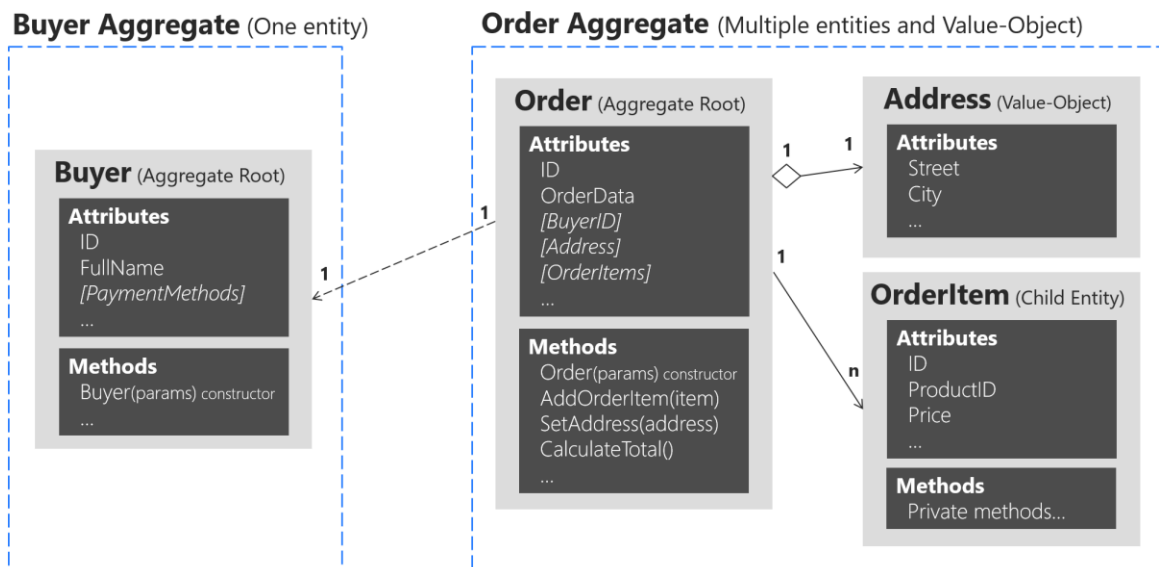 Buyer Aggregate (One entity)
Buyer (Aggregate Root)
Attributes
ID
FullName
[PaymentMethods]
...
Methods
Buyer(params) constructor
...
1
1
Order Aggregate (Multiple entities and Value-Object)
Order (Aggregate Root)
Attributes
ID
OrderData
[BuyerID]
[Address]
[OrderItems]
...
Methods
Order(params) constructor
AddOrderItem(item)
SetAddress(address)
CalculateTotal()
...
1
1
1
n
Address (Value-Object)
Attributes
Street
City
...
OrderItem (Child Entity)
Attributes
ID
ProductID
Price
...
Methods
Private methods...